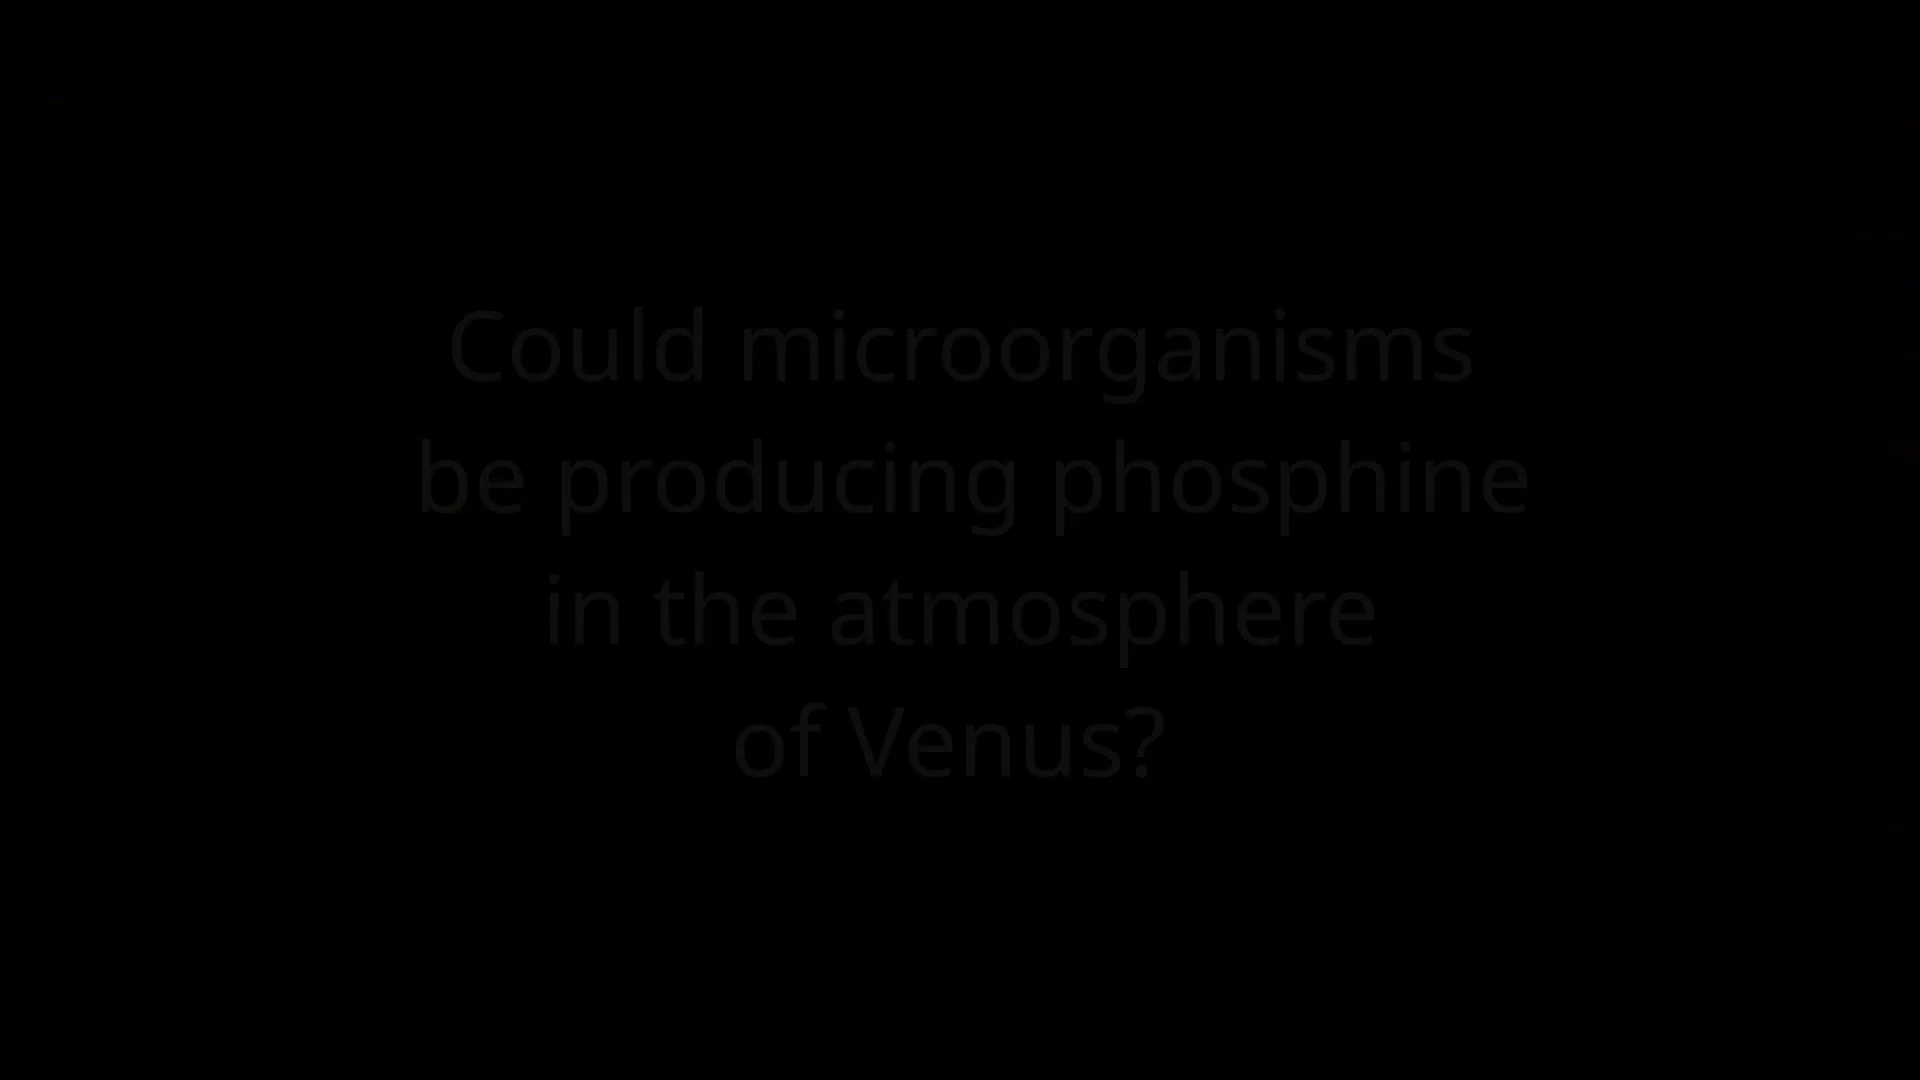 Could microorganisms
be producing phosphine
in the atmosphere
of Venus?